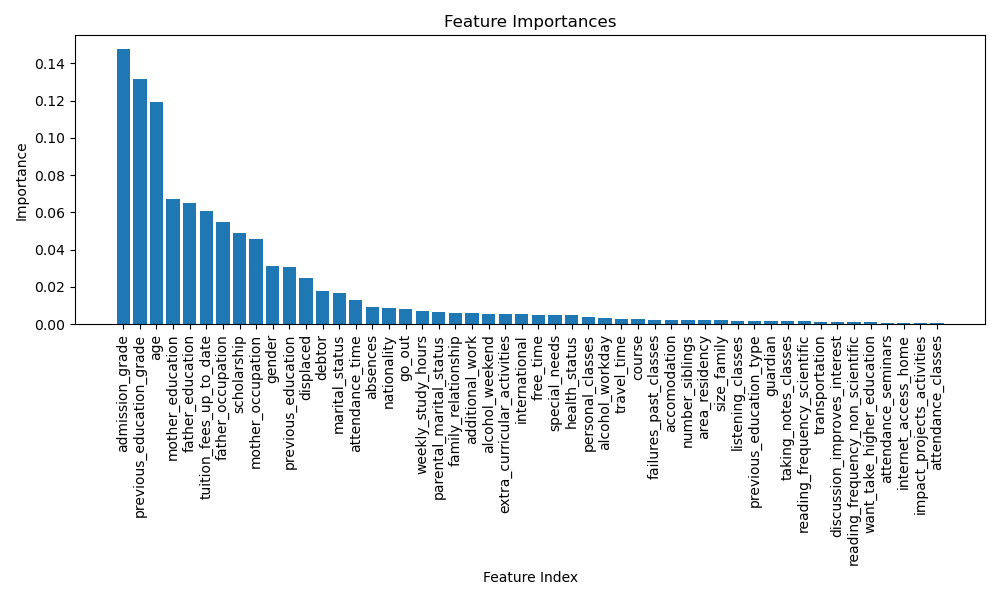 Feature Importances
Importance
0.14
0.12
0.10
0.08
0.06
0.04
0.02
0.00
admission_grade
previous_education_grade
age
mother_education
father_education
tuition_fees_up_to_date
father_occupation
scholarship
mother_occupation
gender
previous_education
displaced
debtor
marital_status
attendance_time
absences
nationality
go_out
weekly_study_hours
parental_marital_status
family_relationship
additional_work
alcohol_weekend
extra_curricular_activities
international
free_time
special_needs
health_status
personal_classes
alcohol_workday
travel_time
course
failures_past_classes
accomodation
number_siblings
area_residency
size_family
listening_classes
previous_education_type
guardian
taking_notes_classes
reading_frequency_scientific
transportation
discussion_improves_interest
reading_frequency_non_scientific
want_take_higher_education
attendance_seminars
internet_access_home
impact_projects_activities
attendance_classes
Feature Index